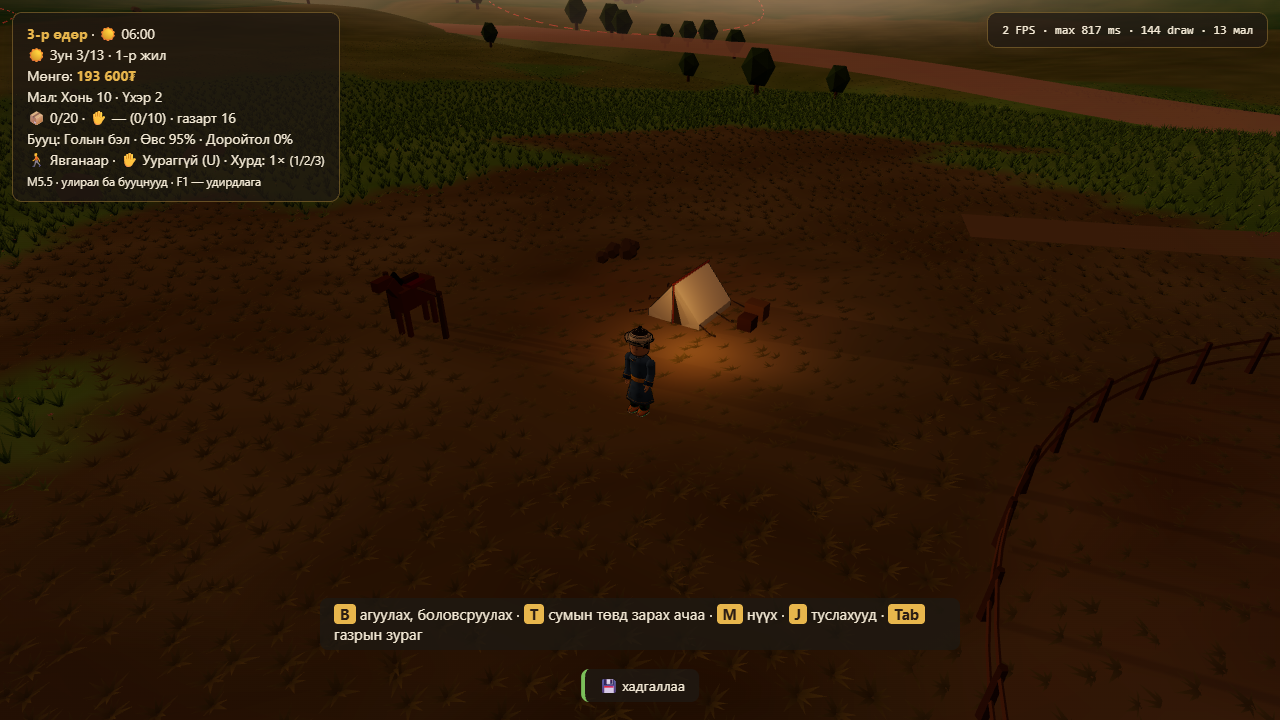 3-р өдөр · 06:00
Зун 3/13 · 1-р жил
Мөнгө: 193 600₮
Мал: Хонь 10 · Үхэр 2
0/20 · — (0/10) · газарт 16
Бууц: Голын бэл · Өвс 95% · Доройтол 0%
Явганаар · Уураггүй (U) · Хурд: 1× (1/2/3)
M5.5 · улирал ба бууцнууд · F1 — удирдлага
2 FPS · max 817 ms · 144 draw · 13 мал
B агуулах, боловсруулах · T сумын төвд зарах ачаа · M нүүх · J туслахууд · Tab
газрын зураг
хадгаллаа